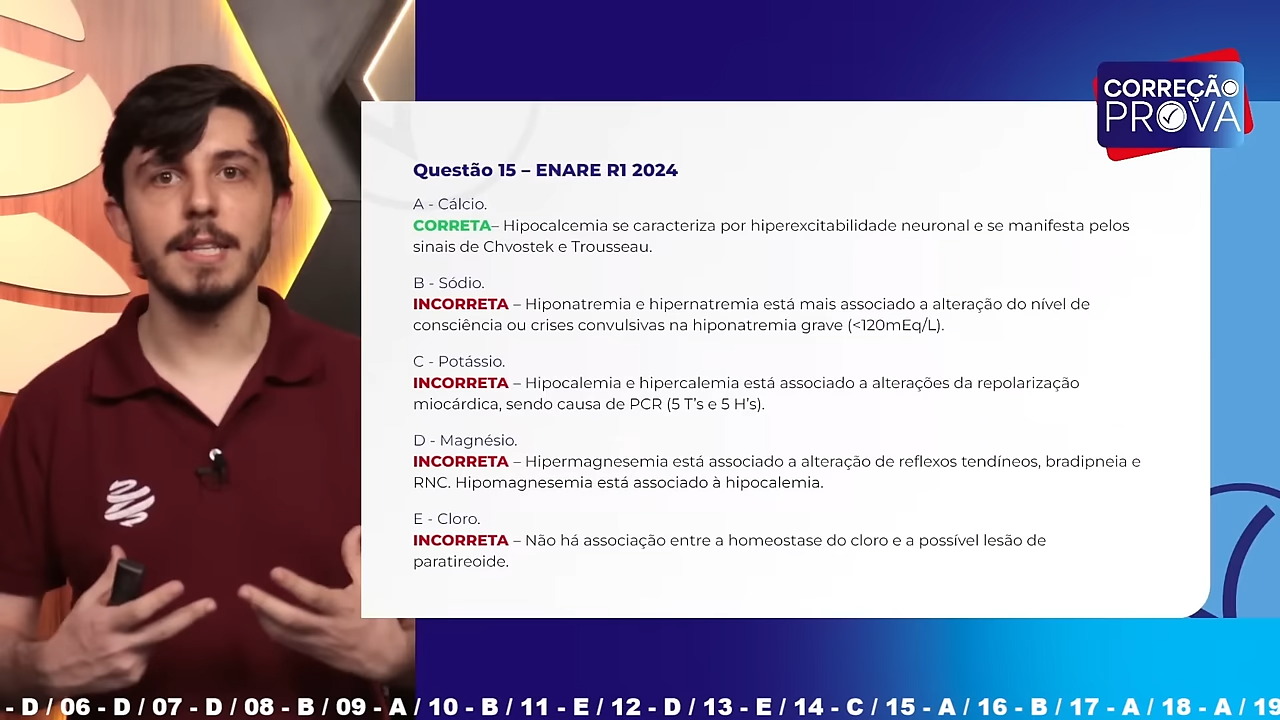 CORREÇÃO
PROVA
Questão 15 – ENARE R1 2024
A - Cálcio.
CORRETA– Hipocalcemia se caracteriza por hiperexcitabilidade neuronal e se manifesta pelos
sinais de Chvostek e Trousseau.
B - Sódio.
INCORRETA – Hiponatremia e hipernatremia está mais associado a alteração do nível de
consciência ou crises convulsivas na hiponatremia grave (<120mEq/L).
C - Potássio.
INCORRETA – Hipocalemia e hipercalemia está associado a alterações da repolarização
miocárdica, sendo causa de PCR (5 T’s e 5 H’s).
D - Magnésio.
INCORRETA – Hipermagnesemia está associado a alteração de reflexos tendíneos, bradipneia e
RNC. Hipomagnesemia está associado à hipocalemia.
E - Cloro.
INCORRETA – Não há associação entre a homeostase do cloro e a possível lesão de
paratireoide.
- D / 06 - D / 07 - D / 08 - B / 09 - A / 10 - B / 11 - E / 12 - D / 13 - E / 14 - C / 15 - A / 16 - B / 17 - A / 18 - A / 19